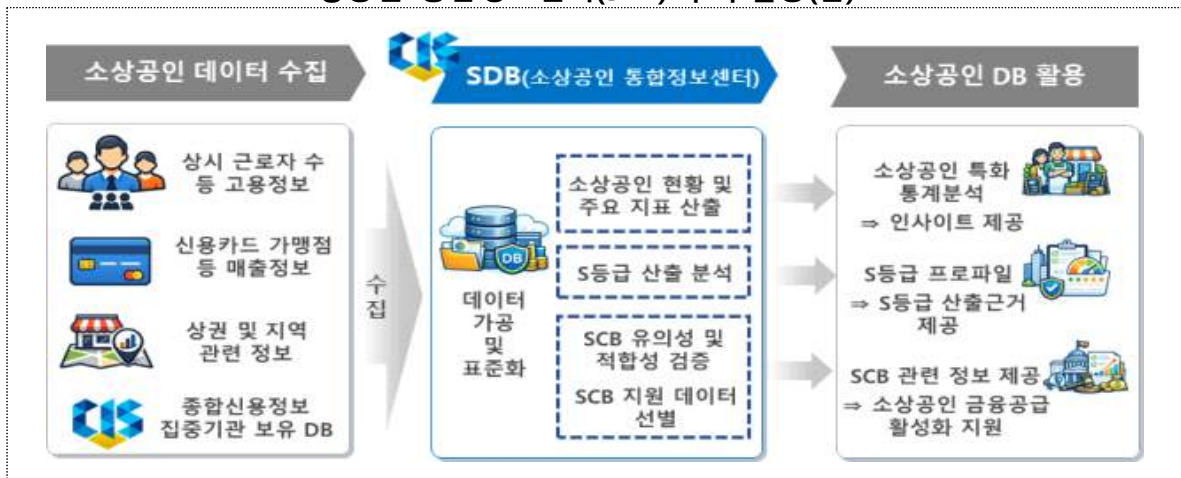 소상공인 데이터 수집
SDB(소상공인 통합정보센터)
소상공인 DB 활용
상시 근로자 수
등 고용정보
신용카드 가맹점
등 매출정보
상권 및 지역
관련 정보
종합신용정보
집중기관 보유 DB
수집
DB
데이터
가공
및
표준화
소상공인 현황 및
주요 지표 산출
S등급 산출 분석
SCB 유의성 및
적합성 검증
SCB 지원 데이터
선별
소상공인 특화
통계분석
⇒ 인사이트 제공
S등급 프로파일
⇒ S등급 산출근거
제공
SCB 관련 정보 제공
⇒ 소상공인 금융공급
활성화 지원